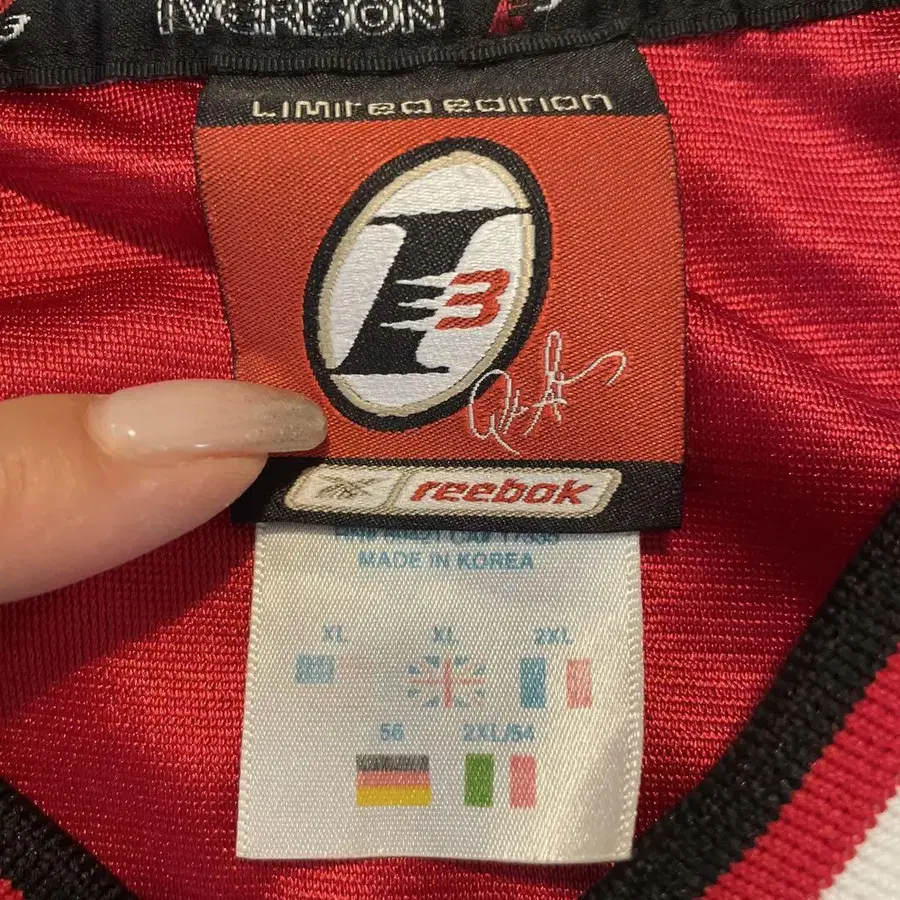 IVERSON
LIMITED EDITION
I3
reebok
MADE IN KOREA
XL XL 2XL
56 2XL/54